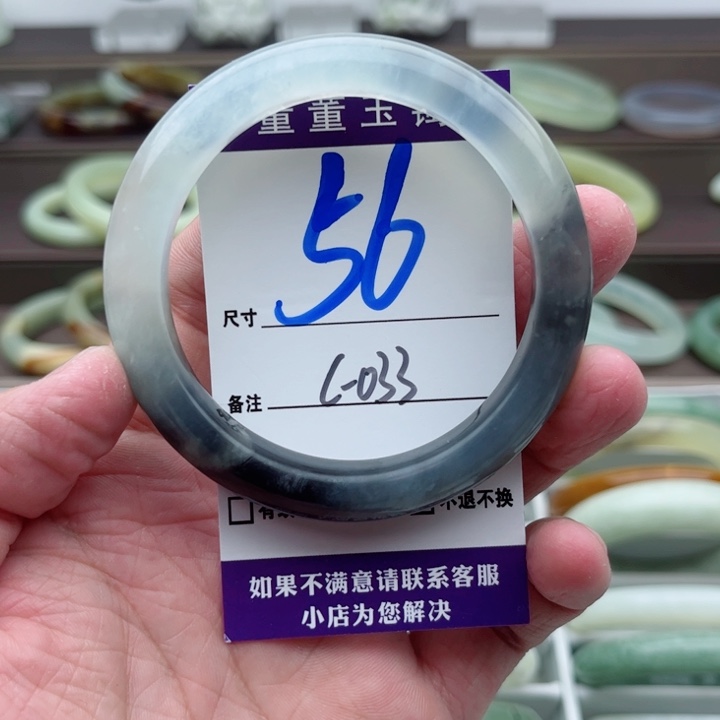 董董玉
56
尺寸
C-033
备注
不退不换
如果不满意请联系客服
小店为您解决